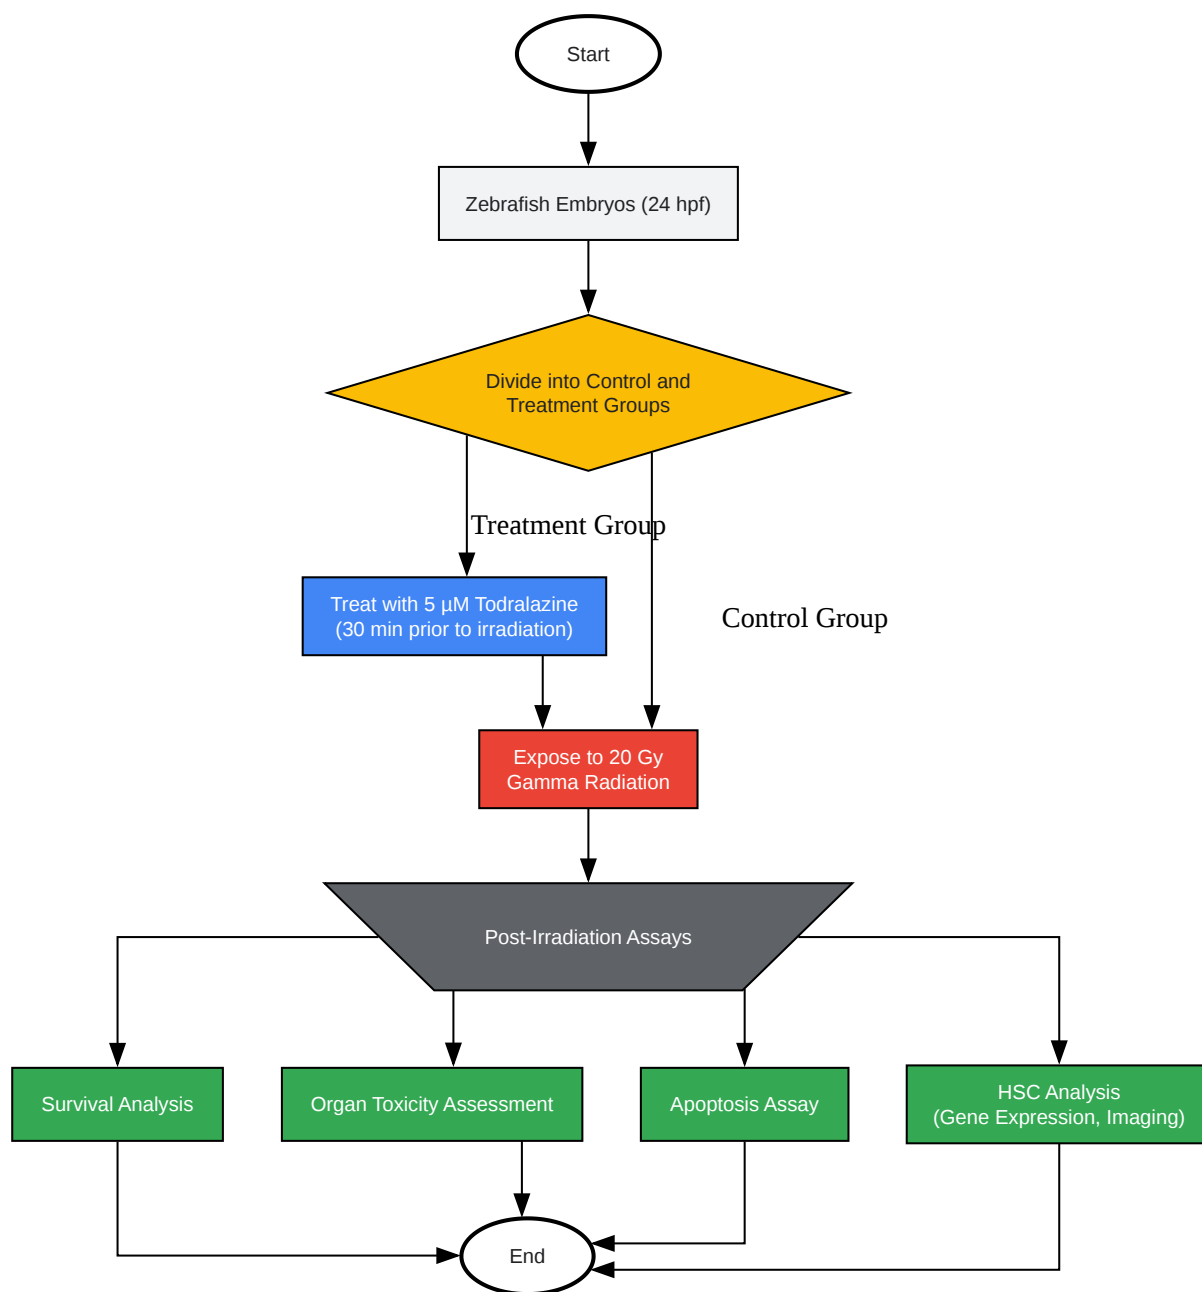 Start
Zebrafish Embryos (24 hpf)
Divide into Control and
Treatment Groups
Treatment Group
Treat with 5 µM Todralazine
(30 min prior to irradiation)
Control Group
Expose to 20 Gy
Gamma Radiation
Post-Irradiation Assays
Survival Analysis
Organ Toxicity Assessment
Apoptosis Assay
HSC Analysis
(Gene Expression, Imaging)
End